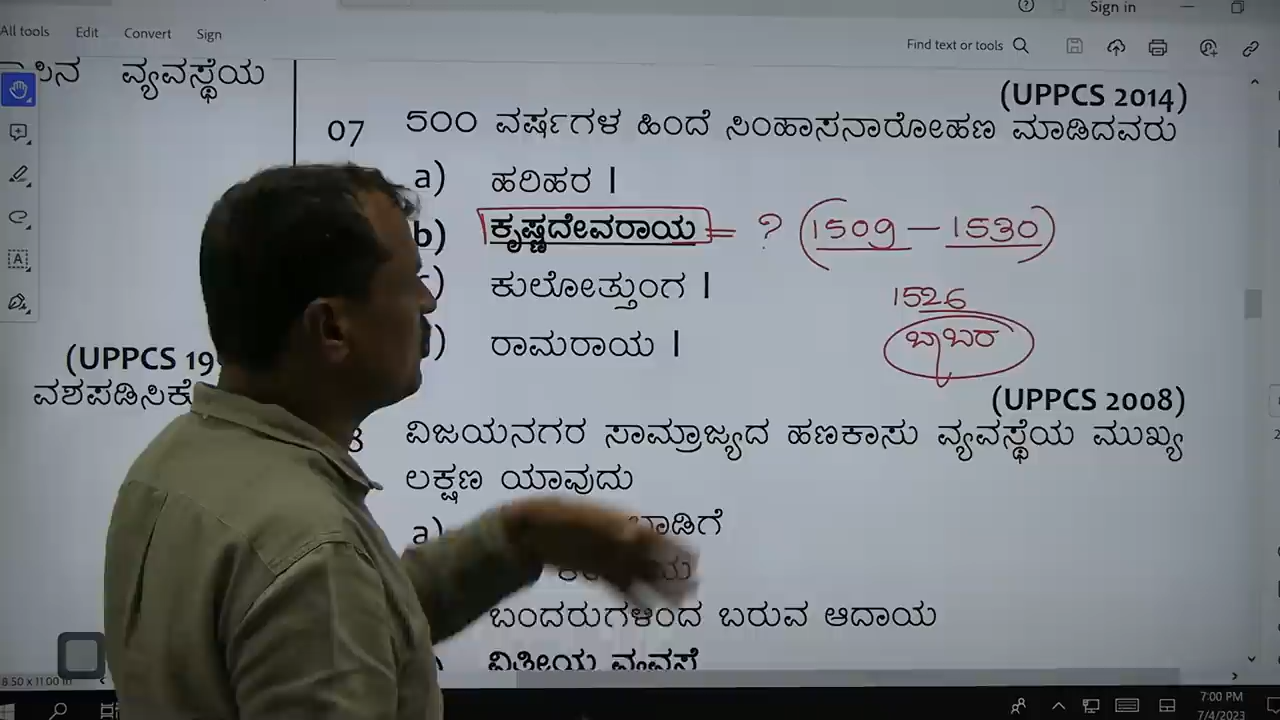 Sign in
All tools Edit Convert Sign
Find text or tools
ವ್ಯವಸ್ಥೆಯ
(UPPCS 2014)
07 500 ವರ್ಷಗಳ ಹಿಂದೆ ಸಿಂಹಾಸನಾರೋಹಣ ಮಾಡಿದವರು
a) ಹರಿಹರ I
b) ಕೃಷ್ಣದೇವರಾಯ = ? (1509 – 1530)
ಕುಲೋತ್ತುಂಗ I
1526
ರಾಮರಾಯ I
ಬಾಬರ
(UPPCS 19
ವಶಪಡಿಸಿಕೆ
(UPPCS 2008)
ವಿಜಯನಗರ ಸಾಮ್ರಾಜ್ಯದ ಹಣಕಾಸು ವ್ಯವಸ್ಥೆಯ ಮುಖ್ಯ
ಲಕ್ಷಣ ಯಾವುದು
a)
ಬಂದರುಗಳಿಂದ ಬರುವ ಆದಾಯ
8.50 x 11.00 in
7:00 PM
7/4/2023